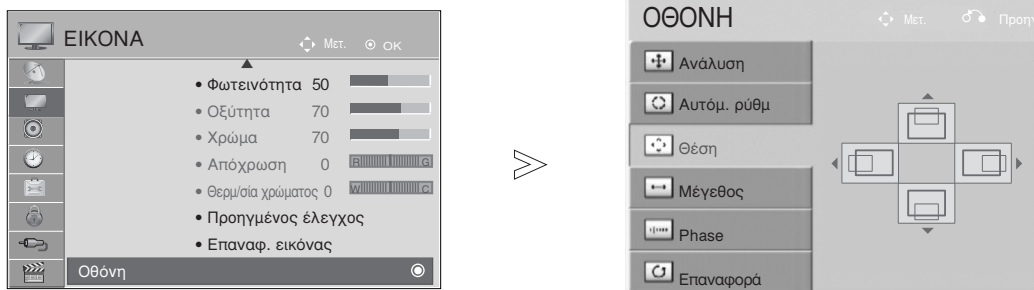 ΕΙΚΟΝΑ Μετ. OK
• Φωτεινότητα 50
• Οξύτητα 70
• Χρώμα 70
• Απόχρωση 0 R G
• Θερμ/σία χρώματος 0 W C
• Προηγμένος έλεγχος
• Επαναφ. εικόνας
Οθόνη
ΟΘΟΝΗ Μετ. Προην
Ανάλυση
Αυτόμ. ρύθμ
Θέση
Μέγεθος
Phase
Επαναφορά